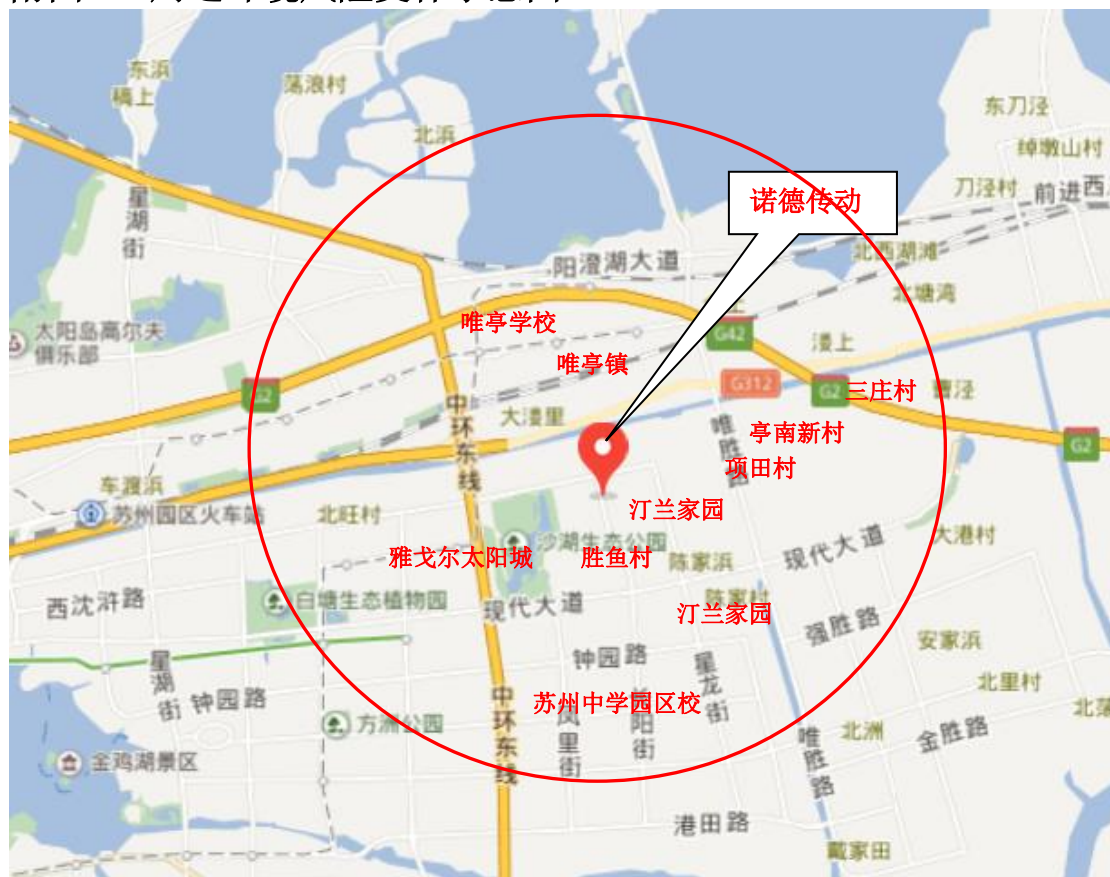 东浜
稿上
荡浪村
北浜
东刀泾
绰墩山村
刀泾村
前进西
星湖街
诺德传动
北西湖滩
阳澄湖大道
北塘湾
太阳岛高尔夫
俱乐部
唯亭学校
G42
漫上
唯亭镇
G312
G2
G2
三庄村
曹泾
中环东线
大漊里
唯胜路
亭南新村
G2
项田村
车渡浜
苏州园区火车站
北旺村
汀兰家园
沙湖生态公园
雅戈尔太阳城
胜鱼村
陈家浜
现代大道
大港村
西沈浒路
白塘生态植物园
现代大道
陈家村
汀兰家园
强胜路
安家浜
星湖街
钟园路
钟园路
星龙街
北里村
中环东线
苏州中学园区校
凤里街
阳街
方洲公园
唯胜路
北洲
金胜路
金鸡湖景区
港田路
戴家田